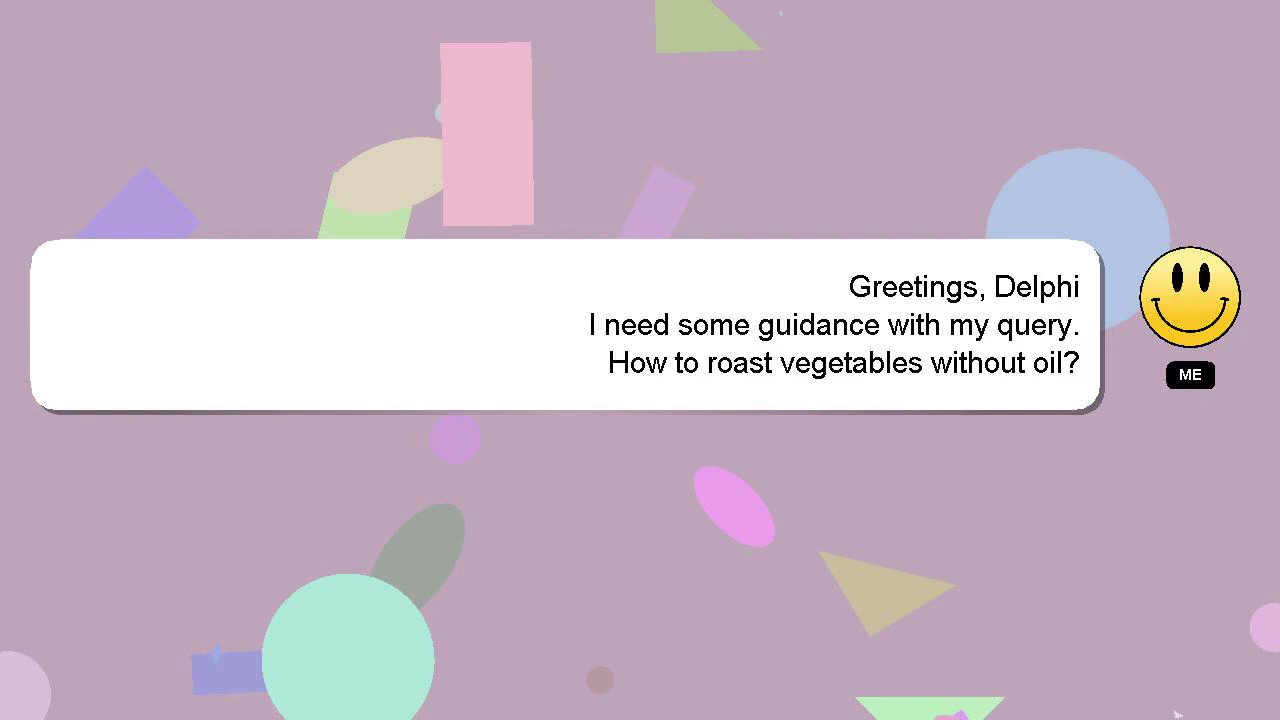 Greetings, Delphi
I need some guidance with my query.
How to roast vegetables without oil?
ME